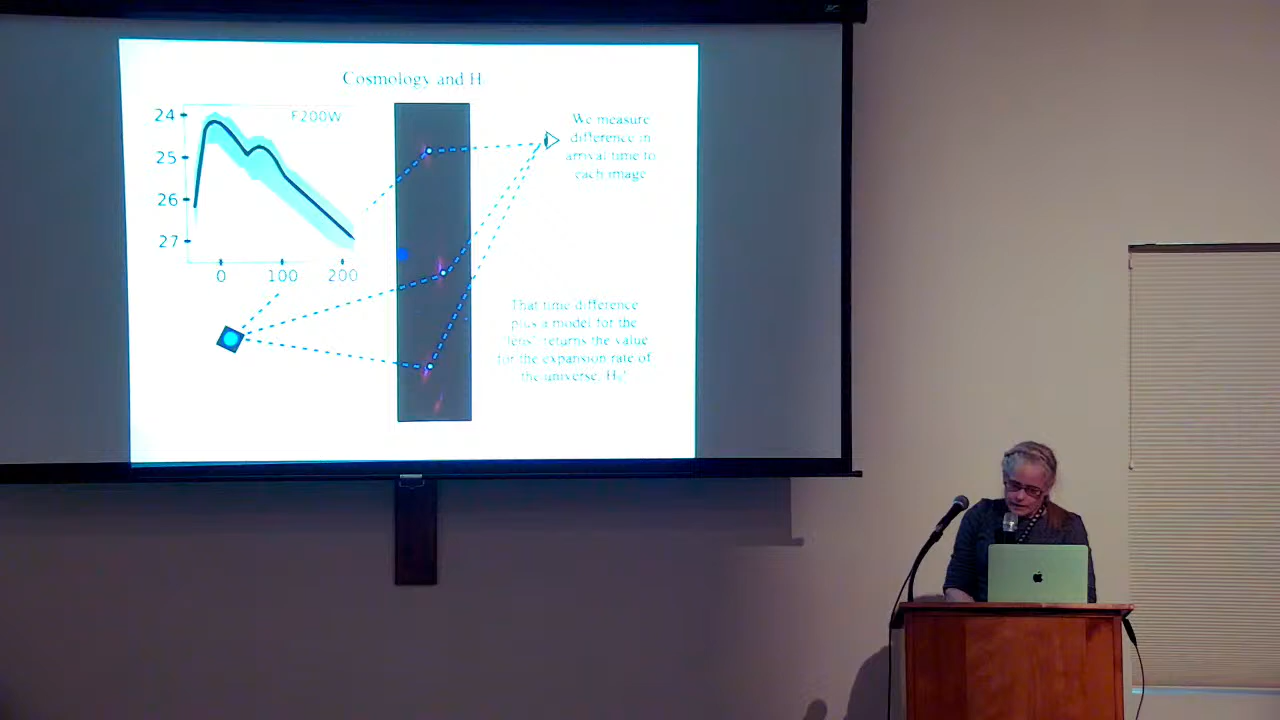 Cosmology and H
F200W
24
25
26
27
0 100 200
We measure
difference in
arrival time to
each image
That time difference
plus a model for the
'lens' returns the value
for the expansion rate of
the universe, H₀'